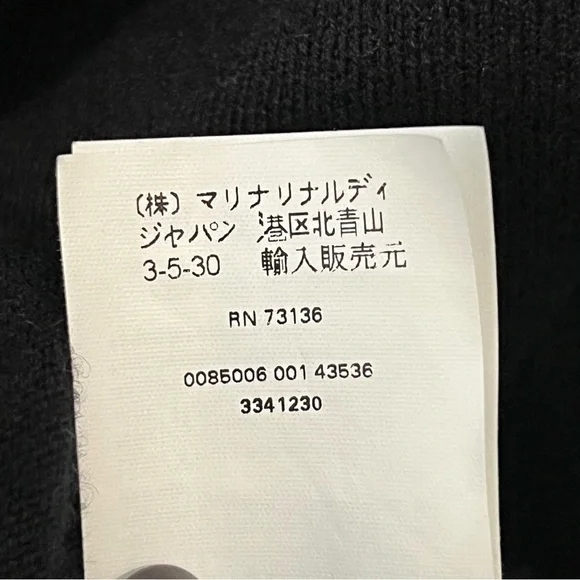 (株) マリナリナルディ
ジャパン 港区北青山
3-5-30 輸入販売元
RN 73136
0085006 001 43536
3341230